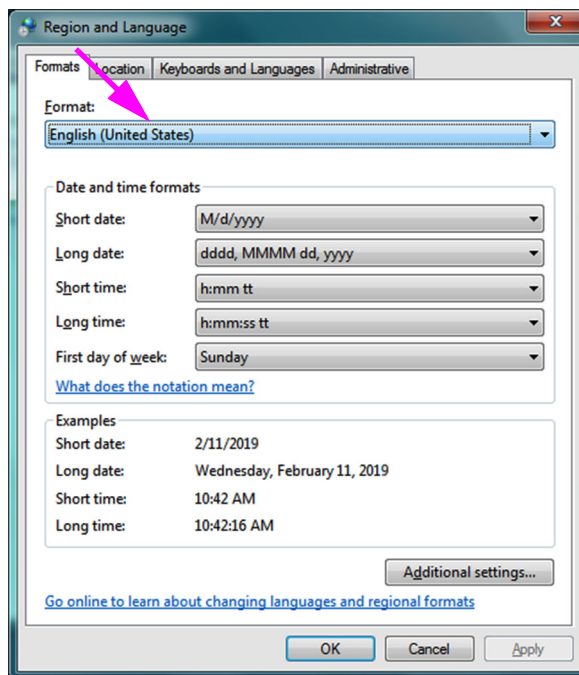 Region and Language
Formats Location Keyboards and Languages Administrative
Format:
English (United States)
Date and time formats
Short date: M/d/yyyy
Long date: dddd, MMMM dd, yyyy
Short time: h:mm tt
Long time: h:mm:ss tt
First day of week: Sunday
What does the notation mean?
Examples
Short date: 2/11/2019
Long date: Wednesday, February 11, 2019
Short time: 10:42 AM
Long time: 10:42:16 AM
Additional settings...
Go online to learn about changing languages and regional formats
OK Cancel Apply